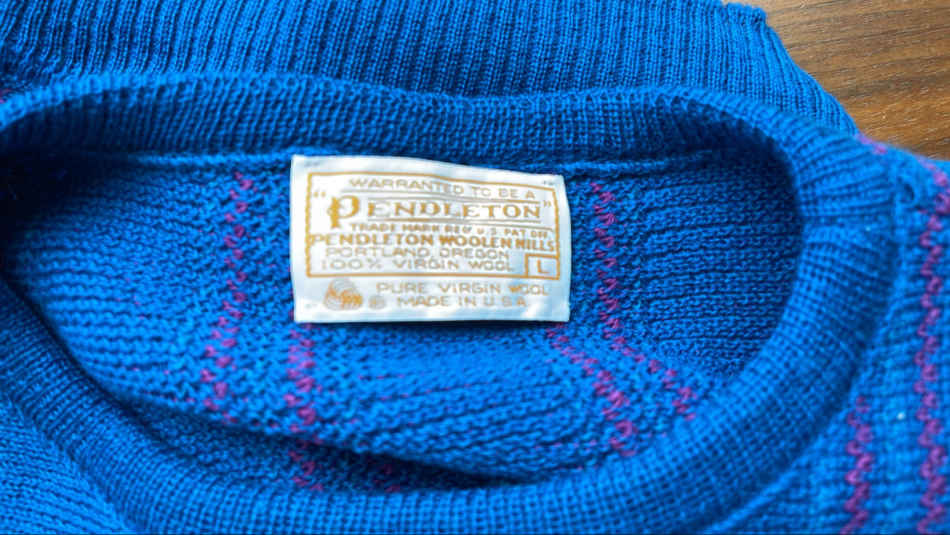 WARRANTED TO BE A
"PENDLETON"
TRADE MARK REG U.S. PAT. OFF.
PENDLETON WOOLEN MILLS
PORTLAND, OREGON
100% VIRGIN WOOL L
PURE VIRGIN WOOL
® MADE IN U.S.A.